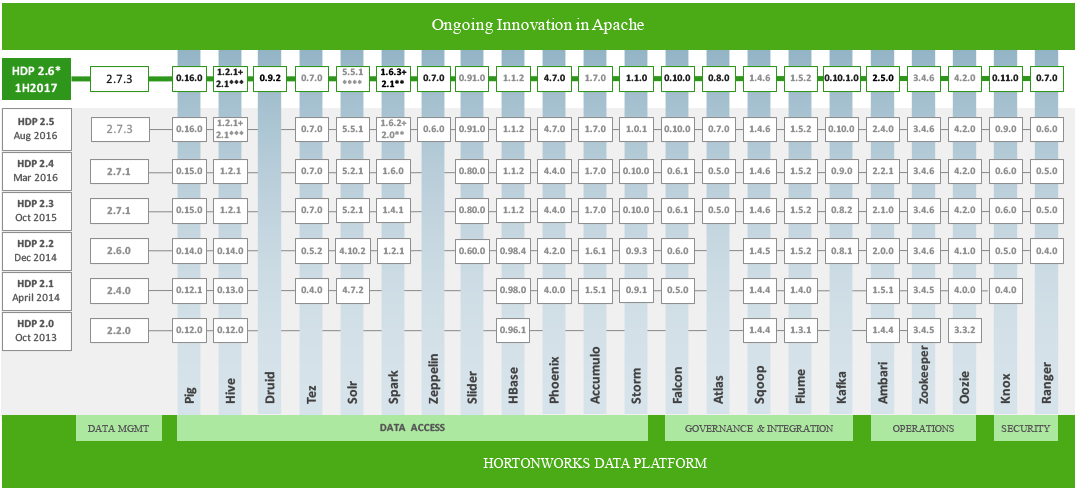 Ongoing Innovation in Apache
HDP 2.6*
1H2017
2.7.3 0.16.0 1.2.1+ 2.1*** 0.9.2 0.7.0 5.5.1 **** 1.6.3+ 2.1** 0.7.0 0.91.0 1.1.2 4.7.0 1.7.0 1.1.0 0.10.0 0.8.0 1.4.6 1.5.2 0.10.1.0 2.5.0 3.4.6 4.2.0 0.11.0 0.7.0
HDP 2.5
Aug 2016
2.7.3 0.16.0 1.2.1+ 2.1*** 0.7.0 5.5.1 1.6.2+ 2.0** 0.6.0 0.91.0 1.1.2 4.7.0 1.7.0 1.0.1 0.10.0 0.7.0 1.4.6 1.5.2 0.10.0 2.4.0 3.4.6 4.2.0 0.9.0 0.6.0
HDP 2.4
Mar 2016
2.7.1 0.15.0 1.2.1 0.7.0 5.2.1 1.6.0 0.80.0 1.1.2 4.4.0 1.7.0 0.10.0 0.6.1 0.5.0 1.4.6 1.5.2 0.9.0 2.2.1 3.4.6 4.2.0 0.6.0 0.5.0
HDP 2.3
Oct 2015
2.7.1 0.15.0 1.2.1 0.7.0 5.2.1 1.4.1 0.80.0 1.1.2 4.4.0 1.7.0 0.10.0 0.6.1 0.5.0 1.4.6 1.5.2 0.8.2 2.1.0 3.4.6 4.2.0 0.6.0 0.5.0
HDP 2.2
Dec 2014
2.6.0 0.14.0 0.14.0 0.5.2 4.10.2 1.2.1 0.60.0 0.98.4 4.2.0 1.6.1 0.9.3 0.6.0 1.4.5 1.5.2 0.8.1 2.0.0 3.4.6 4.1.0 0.5.0 0.4.0
HDP 2.1
April 2014
2.4.0 0.12.1 0.13.0 0.4.0 4.7.2 0.98.0 4.0.0 1.5.1 0.9.1 0.5.0 1.4.4 1.4.0 1.5.1 3.4.5 4.0.0 0.4.0
HDP 2.0
Oct 2013
2.2.0 0.12.0 0.12.0 0.96.1 1.4.4 1.3.1 1.4.4 3.4.5 3.3.2
Pig Hive Druid Tez Solr Spark Zeppelin Slider HBase Phoenix Accumulo Storm Falcon Atlas Sqoop Flume Kafka Ambari Zookeeper Oozie Knox Ranger
DATA MGMT DATA ACCESS GOVERNANCE & INTEGRATION OPERATIONS SECURITY
HORTONWORKS DATA PLATFORM